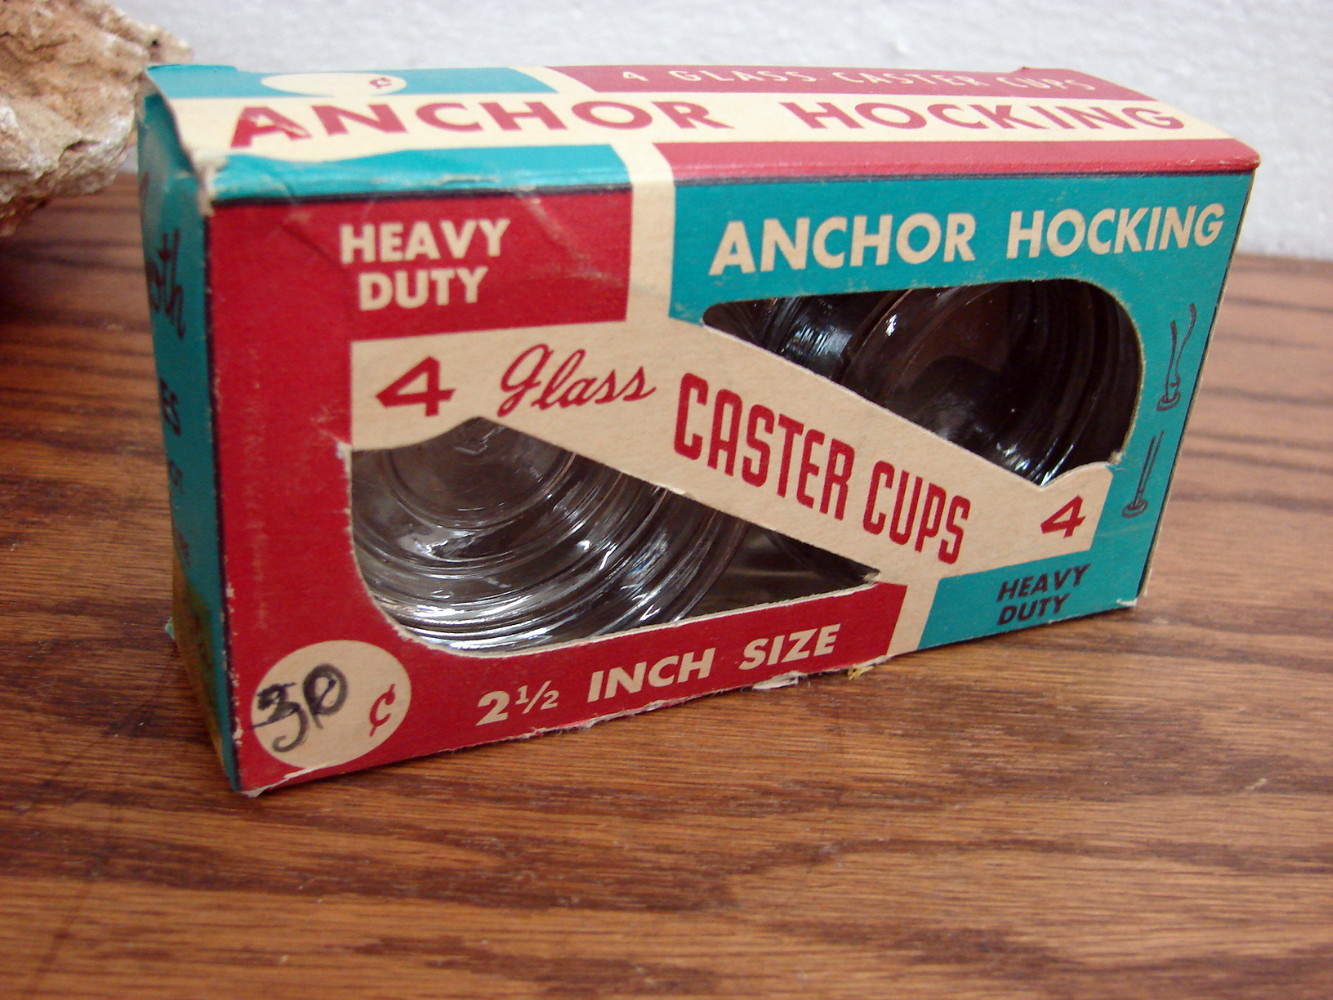 ¢
4 GLASS CASTER CUPS
ANCHOR HOCKING
HEAVY
DUTY
ANCHOR HOCKING
4 Glass CASTER CUPS 4
HEAVY
DUTY
30 ¢
2½ INCH SIZE